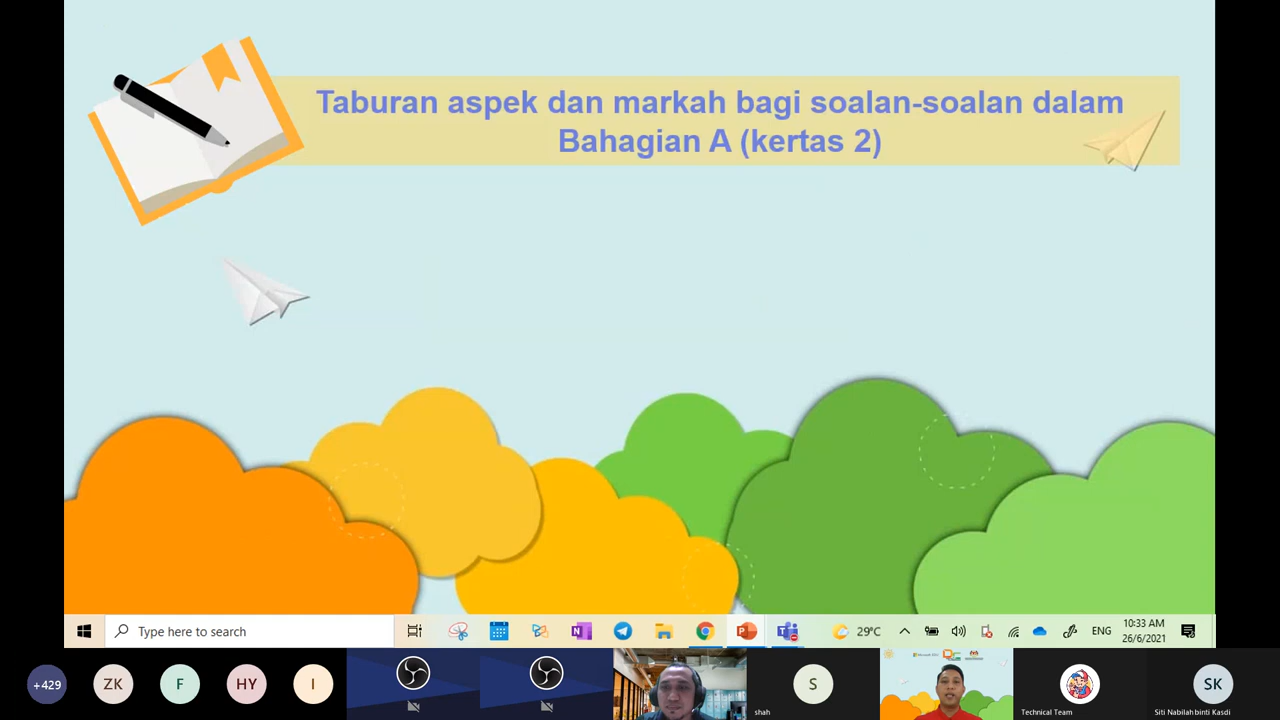 Taburan aspek dan markah bagi soalan-soalan dalam
Bahagian A (kertas 2)
Type here to search
29°C
ENG
10:33 AM
26/6/2021
+429
ZK
F
HY
I
S
shah
Technical Team
SK
Siti Nabilah binti Kasdi